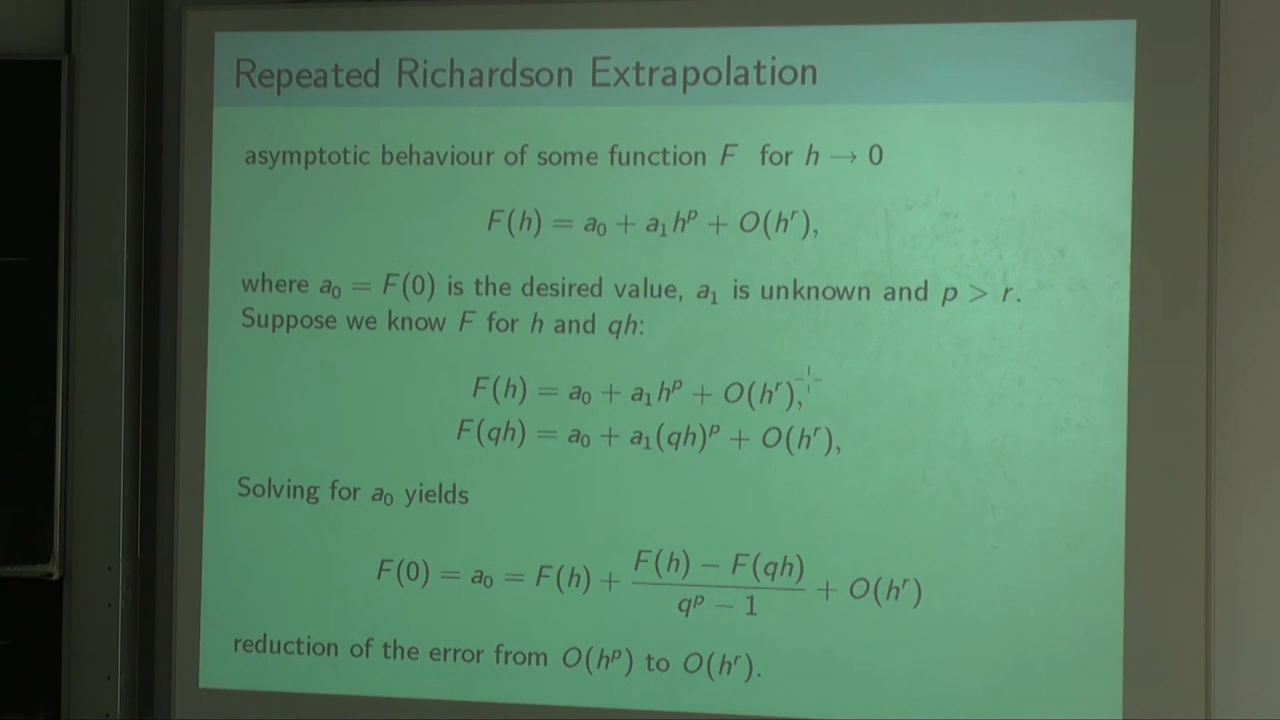 Repeated Richardson Extrapolation
asymptotic behaviour of some function F for h → 0
F(h) = a₀ + a₁hᵖ + O(hʳ),
where a₀ = F(0) is the desired value, a₁ is unknown and p > r.
Suppose we know F for h and qh:
F(h) = a₀ + a₁hᵖ + O(hʳ),
F(qh) = a₀ + a₁(qh)ᵖ + O(hʳ),
Solving for a₀ yields
F(0) = a₀ = F(h) + \frac{F(h) − F(qh)}{qᵖ − 1} + O(hʳ)
reduction of the error from O(hᵖ) to O(hʳ).